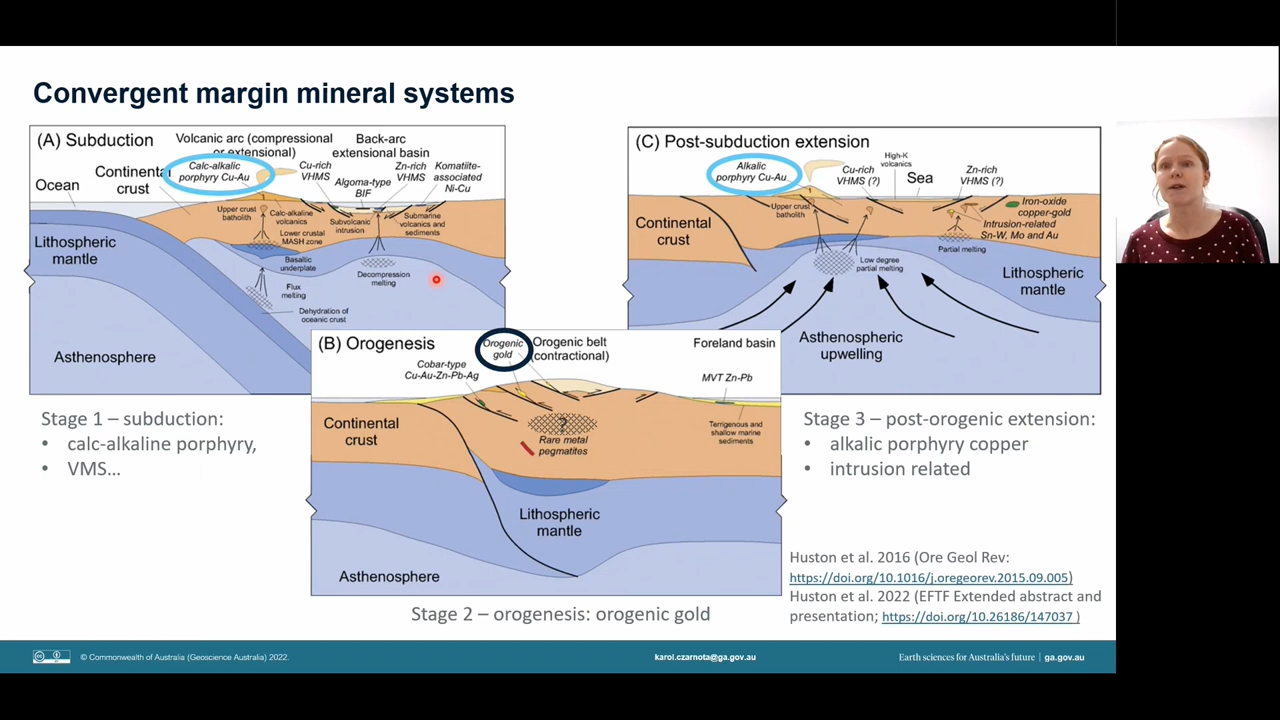 Convergent margin mineral systems
(A) Subduction
Volcanic arc (compressional
or extensional)
Back-arc
extensional basin
Ocean
Continental
crust
Calc-alkalic
porphyry Cu-Au
Cu-rich
VHMS
Algoma-type
BIF
Zn-rich
VHMS
Komatiite-
associated
Ni-Cu
Upper crust
batholith
Calc-alkaline
volcanics
Lower crustal
MASH zone
Subvolcanic
intrusion
Submarine
volcanics and
sediments
Lithospheric
mantle
Basaltic
underplate
Decompression
melting
Flux
melting
Dehydration of
oceanic crust
Asthenosphere
(C) Post-subduction extension
Alkalic
porphyry Cu-Au
Cu-rich
VHMS (?)
High-K
volcanics
Sea
Zn-rich
VHMS (?)
Continental
crust
Upper crust
batholith
Iron-oxide
copper-gold
Intrusion-related
Sn-W, Mo and Au
Partial melting
Low degree
partial melting
Lithospheric
mantle
Asthenospheric
upwelling
(B) Orogenesis
Orogenic
gold
Orogenic belt
(contractional)
Foreland basin
Cobar-type
Cu-Au-Zn-Pb-Ag
MVT Zn-Pb
Continental
crust
?
Rare metal
pegmatites
Terrigenous and
shallow marine
sediments
Lithospheric
mantle
Asthenosphere
Stage 1 – subduction:
• calc-alkaline porphyry,
• VMS…
Stage 3 – post-orogenic extension:
• alkalic porphyry copper
• intrusion related
Stage 2 – orogenesis: orogenic gold
Huston et al. 2016 (Ore Geol Rev:
https://doi.org/10.1016/j.oregeorev.2015.09.005)
Huston et al. 2022 (EFTF Extended abstract and
presentation; https://doi.org/10.26186/147037 )
© Commonwealth of Australia (Geoscience Australia) 2022.
karol.czarnota@ga.gov.au
Earth sciences for Australia's future | ga.gov.au